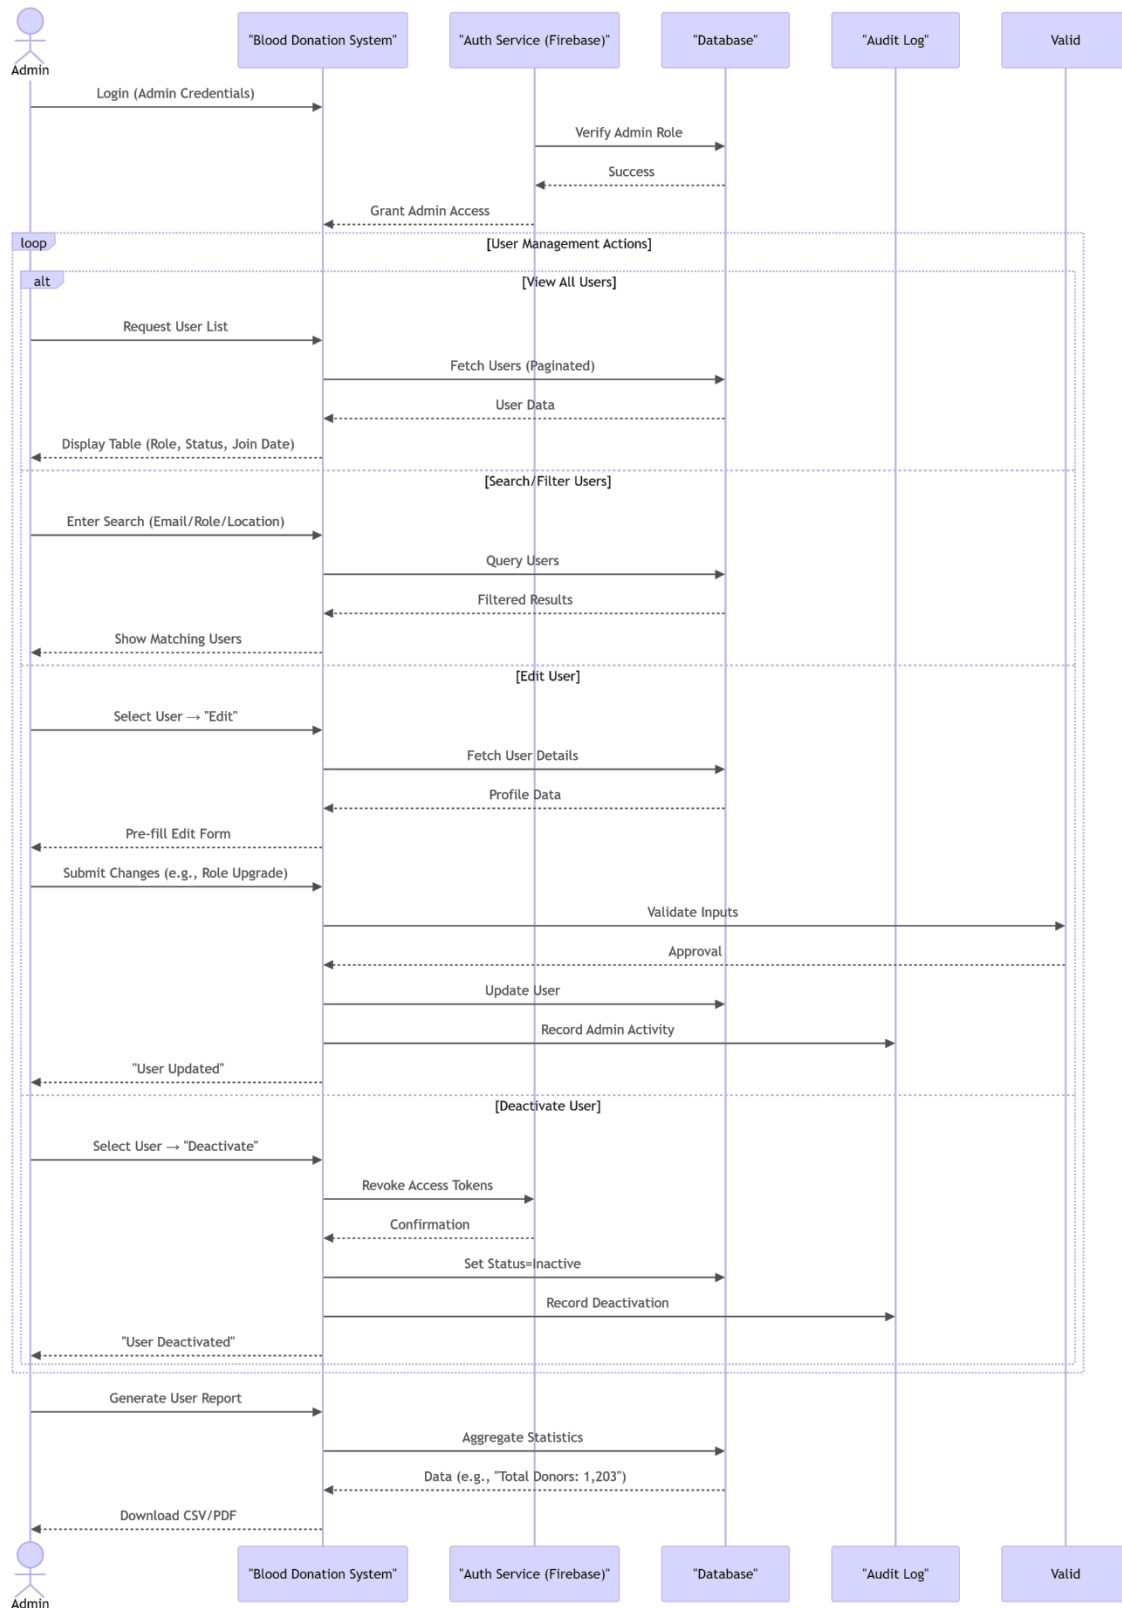 Admin
"Blood Donation System"
"Auth Service (Firebase)"
"Database"
"Audit Log"
Valid
Login (Admin Credentials)
Verify Admin Role
Success
Grant Admin Access
loop
[User Management Actions]
alt
[View All Users]
Request User List
Fetch Users (Paginated)
User Data
Display Table (Role, Status, Join Date)
[Search/Filter Users]
Enter Search (Email/Role/Location)
Query Users
Filtered Results
Show Matching Users
[Edit User]
Select User → "Edit"
Fetch User Details
Profile Data
Pre-fill Edit Form
Submit Changes (e.g., Role Upgrade)
Validate Inputs
Approval
Update User
Record Admin Activity
"User Updated"
[Deactivate User]
Select User → "Deactivate"
Revoke Access Tokens
Confirmation
Set Status=Inactive
Record Deactivation
"User Deactivated"
Generate User Report
Aggregate Statistics
Data (e.g., "Total Donors: 1,203")
Download CSV/PDF
Admin
"Blood Donation System"
"Auth Service (Firebase)"
"Database"
"Audit Log"
Valid